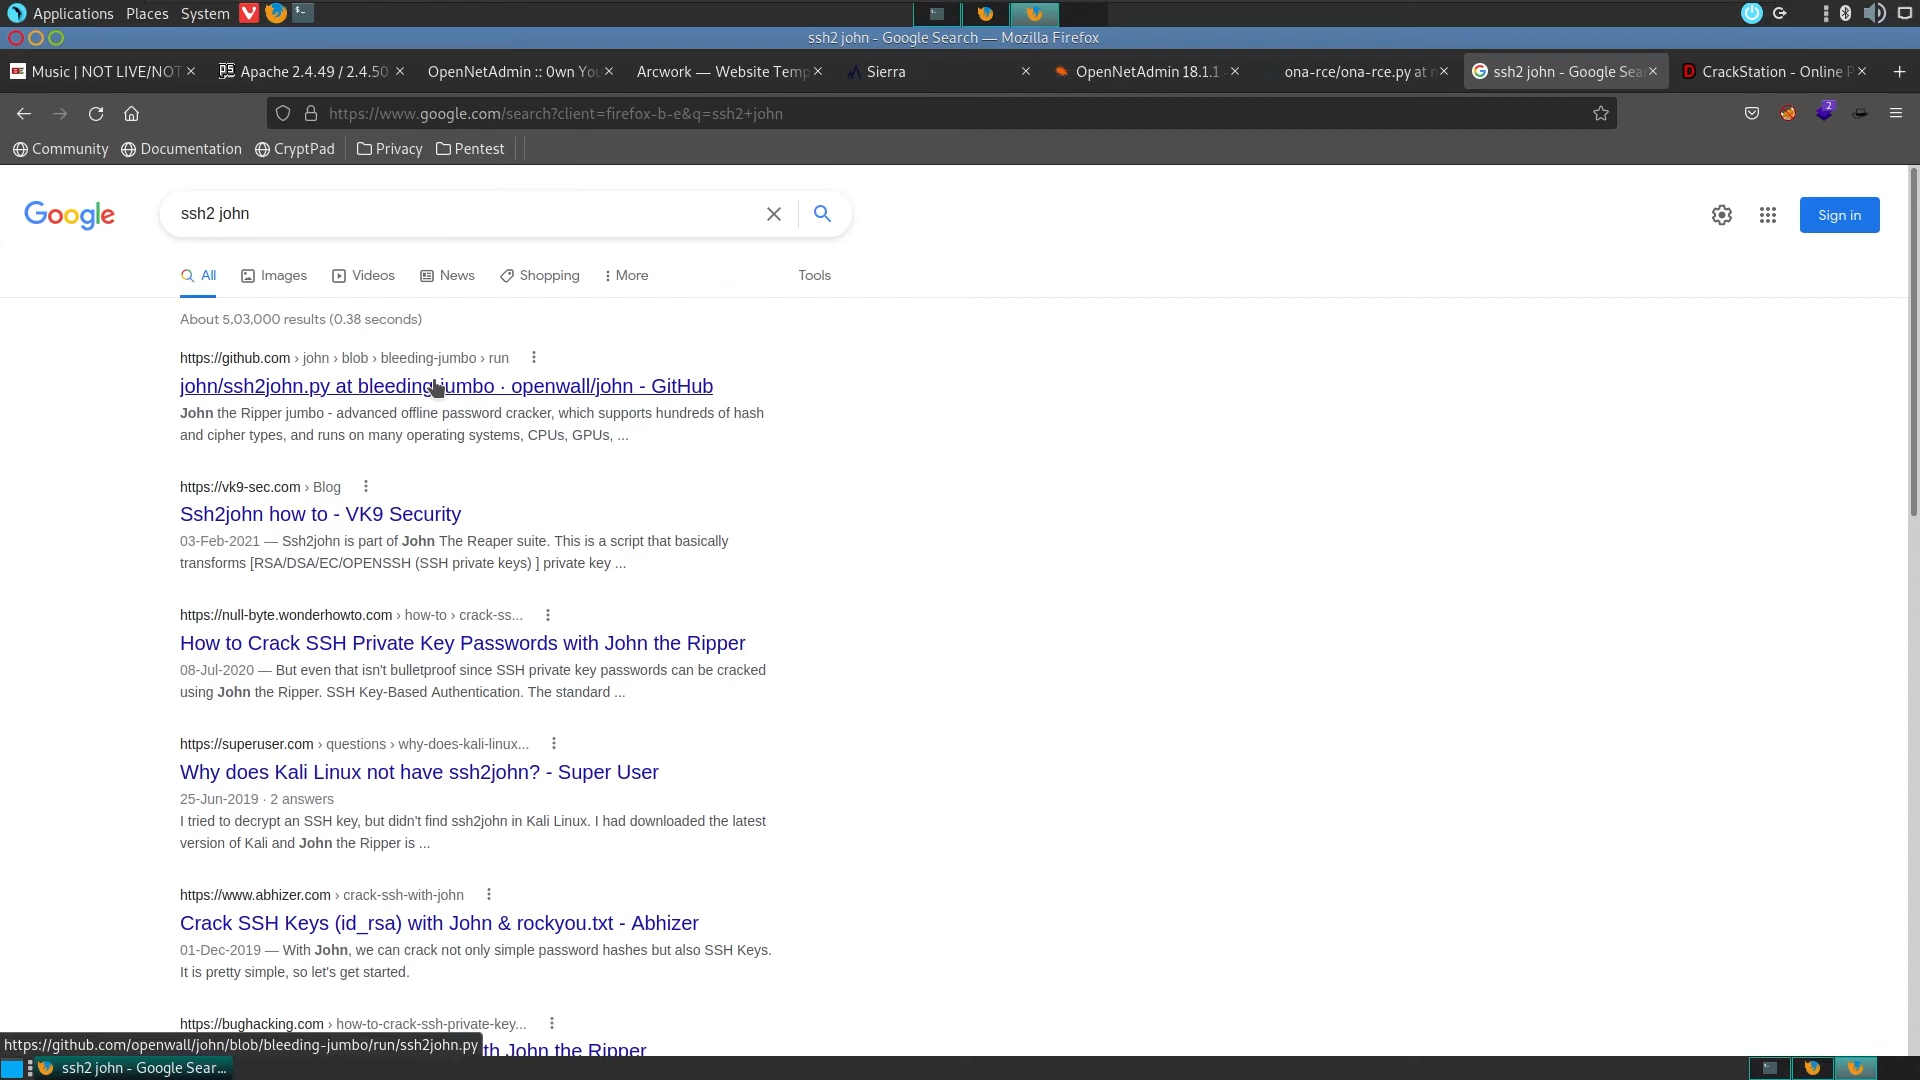 Applications Places System
ssh2 john - Google Search — Mozilla Firefox
Music | NOT LIVE/NOT
Apache 2.4.49 / 2.4.50
OpenNetAdmin :: 0wn You
Arcwork — Website Temp
Sierra
OpenNetAdmin 18.1.1 -
ona-rce/ona-rce.py at
ssh2 john - Google Sea
CrackStation - Online P
https://www.google.com/search?client=firefox-b-e&q=ssh2+john
2
Community Documentation CryptPad Privacy Pentest
Google
ssh2 john
Sign in
All Images Videos News Shopping More Tools
About 5,03,000 results (0.38 seconds)
https://github.com › john › blob › bleeding-jumbo › run
john/ssh2john.py at bleeding-jumbo · openwall/john - GitHub
John the Ripper jumbo - advanced offline password cracker, which supports hundreds of hash
and cipher types, and runs on many operating systems, CPUs, GPUs, ...
https://vk9-sec.com › Blog
Ssh2john how to - VK9 Security
03-Feb-2021 — Ssh2john is part of John The Reaper suite. This is a script that basically
transforms [RSA/DSA/EC/OPENSSH (SSH private keys) ] private key ...
https://null-byte.wonderhowto.com › how-to › crack-ss...
How to Crack SSH Private Key Passwords with John the Ripper
08-Jul-2020 — But even that isn't bulletproof since SSH private key passwords can be cracked
using John the Ripper. SSH Key-Based Authentication. The standard ...
https://superuser.com › questions › why-does-kali-linux...
Why does Kali Linux not have ssh2john? - Super User
25-Jun-2019 · 2 answers
I tried to decrypt an SSH key, but didn't find ssh2john in Kali Linux. I had downloaded the latest
version of Kali and John the Ripper is ...
https://www.abhizer.com › crack-ssh-with-john
Crack SSH Keys (id_rsa) with John & rockyou.txt - Abhizer
01-Dec-2019 — With John, we can crack not only simple password hashes but also SSH Keys.
It is pretty simple, so let's get started.
https://bughacking.com › how-to-crack-ssh-private-key...
th John the Ripper
https://github.com/openwall/john/blob/bleeding-jumbo/run/ssh2john.py
ssh2 john - Google Sear...